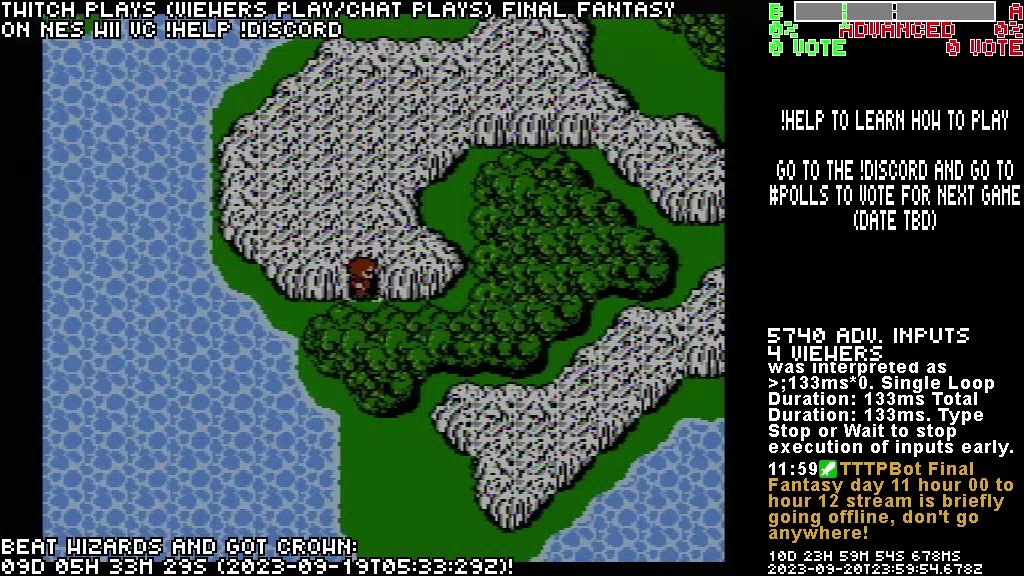 TWITCH PLAYS (VIEWERS PLAY/CHAT PLAYS) FINAL FANTASY
ON NES WII VC !HELP !DISCORD
B A
0% ADVANCED 0%
0 VOTE 0 VOTE
!HELP TO LEARN HOW TO PLAY
GO TO THE !DISCORD AND GO TO
#POLLS TO VOTE FOR NEXT GAME
(DATE TBD)
5740 ADV. INPUTS
4 VIEWERS
was interpreted as
>;133ms*0. Single Loop
Duration: 133ms Total
Duration: 133ms. Type
Stop or Wait to stop
execution of inputs early.
11:59 TTTPBot Final
Fantasy day 11 hour 00 to
hour 12 stream is briefly
going offline, don't go
anywhere!
BEAT WIZARDS AND GOT CROWN:
09D 05H 33M 29S (2023-09-19T05:33:29Z)!
10D 23H 59M 54S 678MS
2023-09-20T23:59:54.678Z